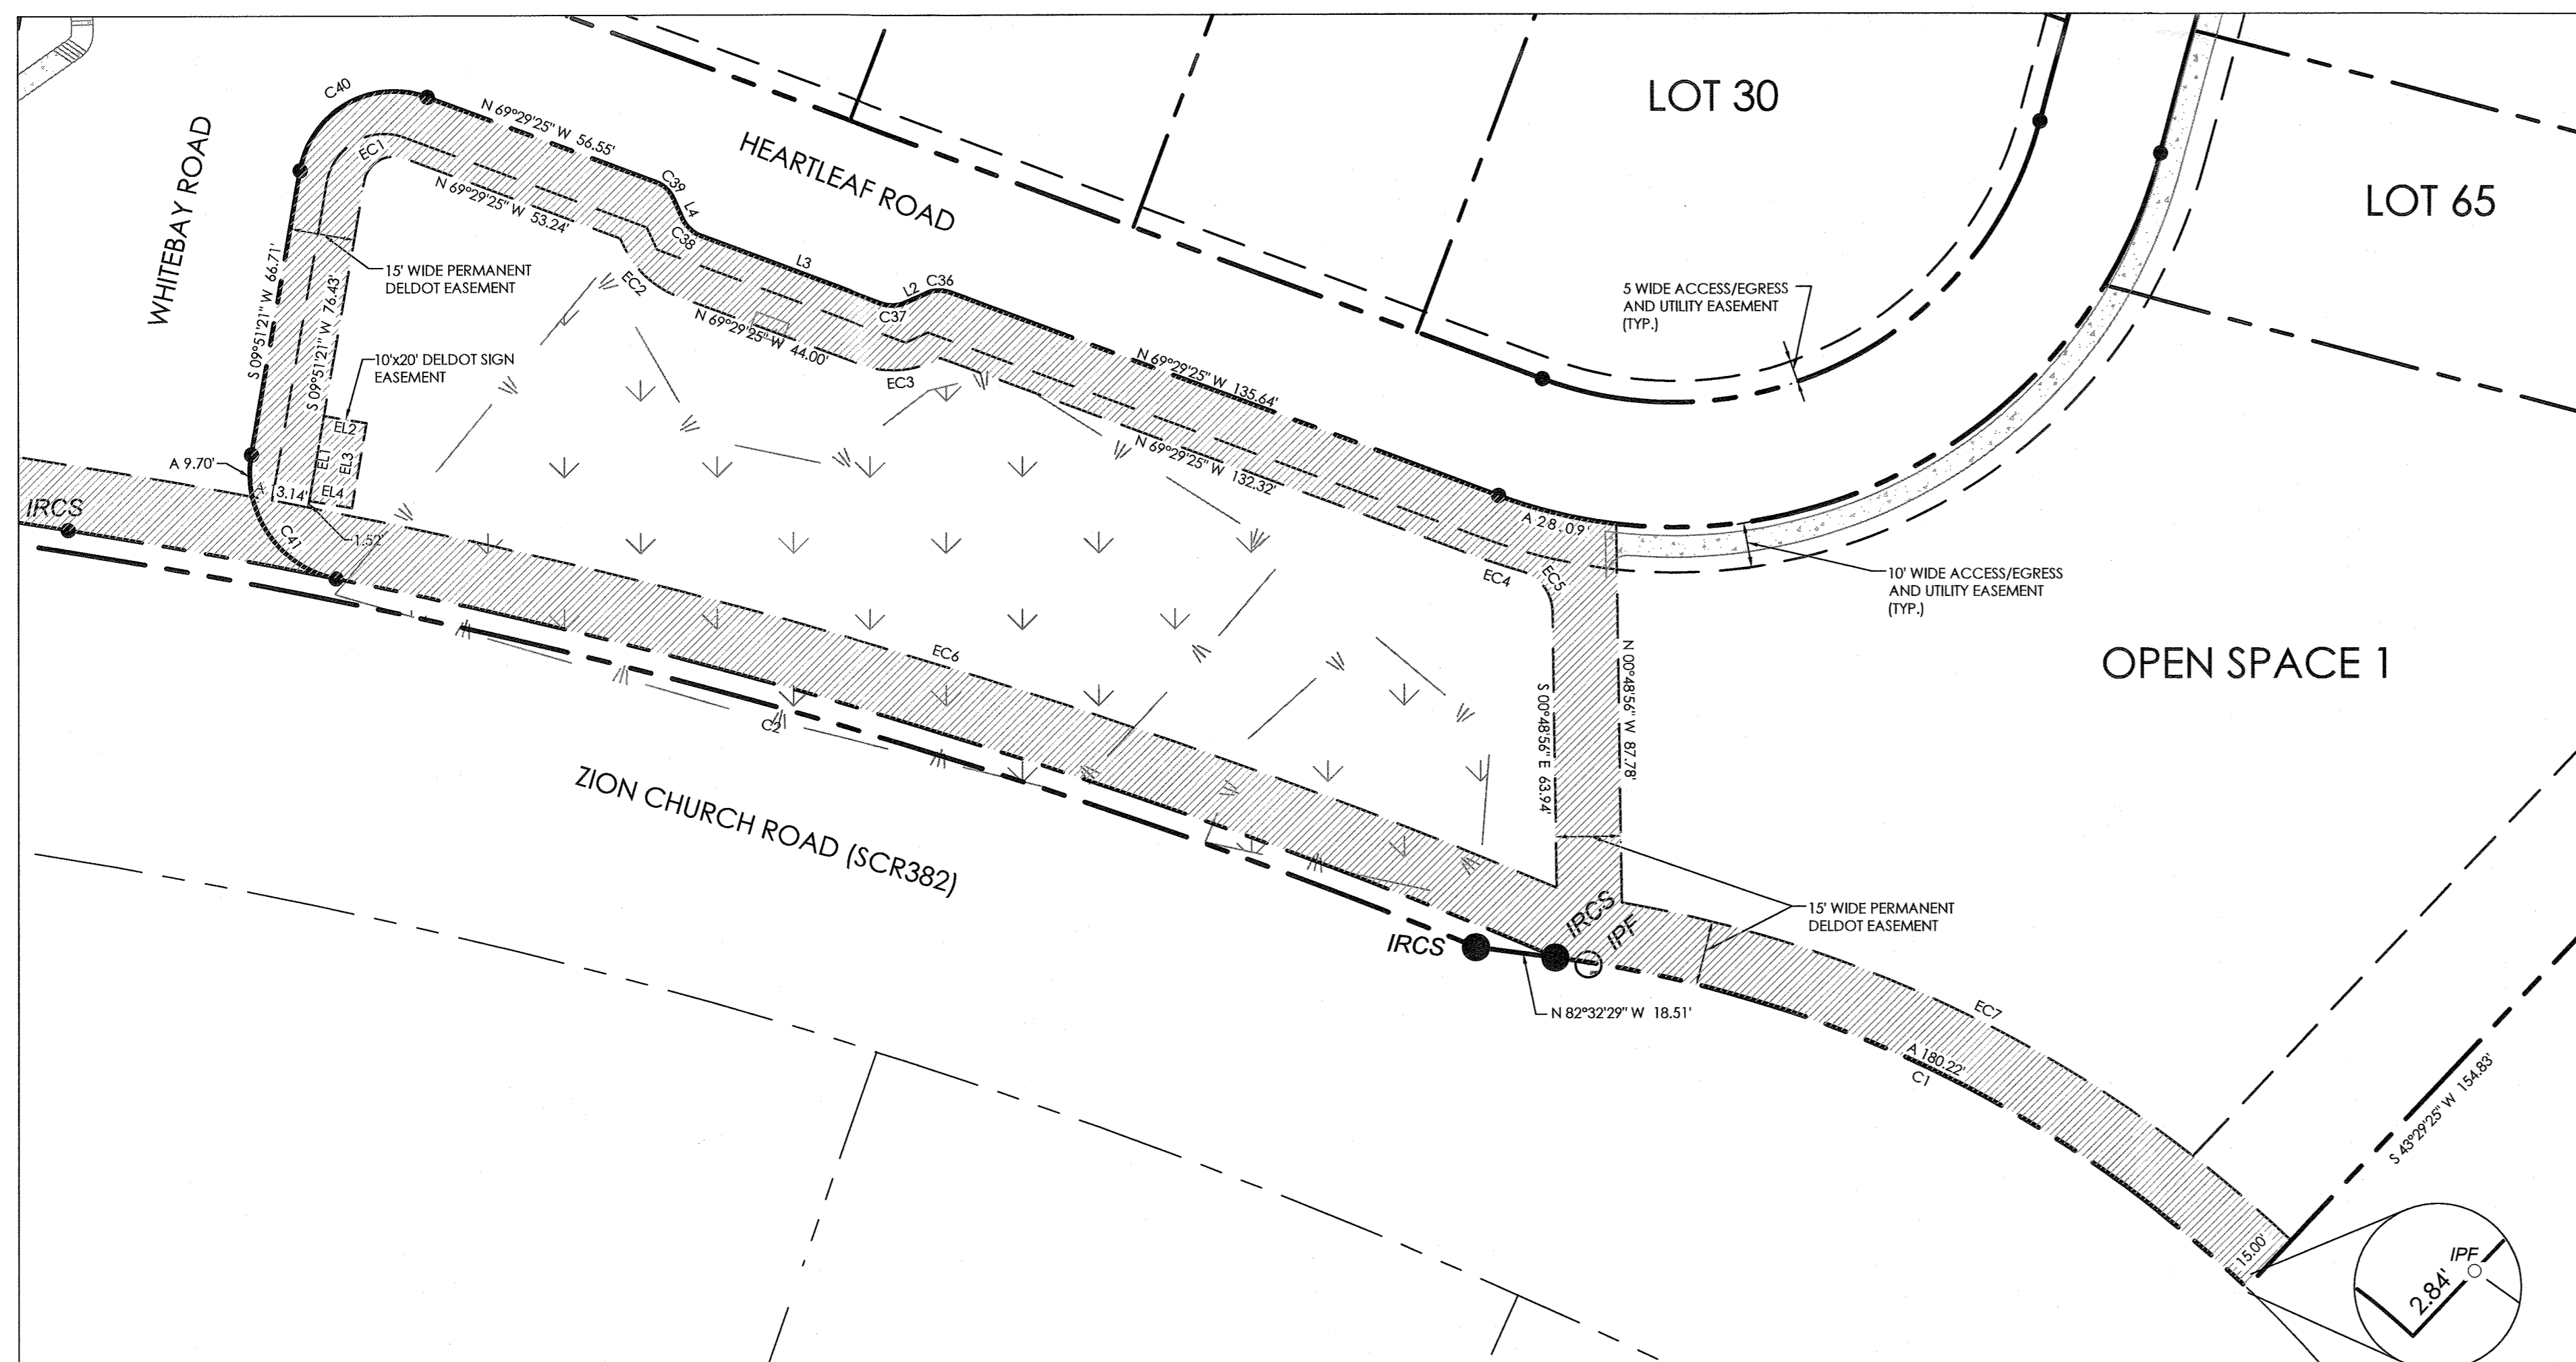 LOT 30
LOT 65
C40
N 69°29'25" W 56.55'
C39
L4
C38
EC1
N 69°29'25" W 53.24'
HEARTLEAF ROAD
WHITEBAY ROAD
15' WIDE PERMANENT
DELDOT EASEMENT
EC2
L3
L2
C36
C37
N 69°29'25" W 44.00'
EC3
5 WIDE ACCESS/EGRESS
AND UTILITY EASEMENT
(TYP.)
S 09°51'21" W 66.71'
S 09°51'21" W 76.43'
10'x20' DELDOT SIGN
EASEMENT
N 69°29'25" W 135.64'
N 69°29'25" W 132.32'
EL2
EL1
EL3
EL4
A 9.70'
A
3.14'
1.52'
C41
IRCS
A 28.09'
EC4
EC5
10' WIDE ACCESS/EGRESS
AND UTILITY EASEMENT
(TYP.)
OPEN SPACE 1
EC6
C2
N 00°48'56" W 87.78'
S 00°48'56" E 63.94'
ZION CHURCH ROAD (SCR382)
IRCS
IRCS
IPF
15' WIDE PERMANENT
DELDOT EASEMENT
N 82°32'29" W 18.51'
EC7
A 180.22'
C1
S 43°29'25" W 154.83'
15.00'
IPF
2.84'